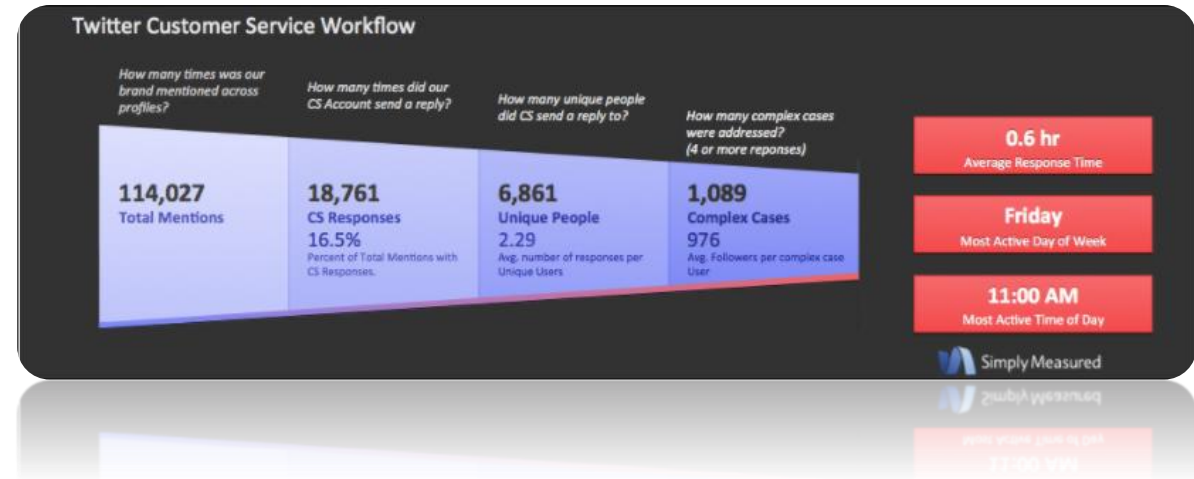 Twitter Customer Service Workflow
How many times was our
brand mentioned across
profiles?
How many times did our
CS Account send a reply?
How many unique people
did CS send a reply to?
How many complex cases
were addressed?
(4 or more reponses)
114,027
Total Mentions
18,761
CS Responses
16.5%
Percent of Total Mentions with
CS Responses.
6,861
Unique People
2.29
Avg. number of responses per
Unique Users
1,089
Complex Cases
976
Avg. Followers per complex case
User
0.6 hr
Average Response Time
Friday
Most Active Day of Week
11:00 AM
Most Active Time of Day
Simply Measured